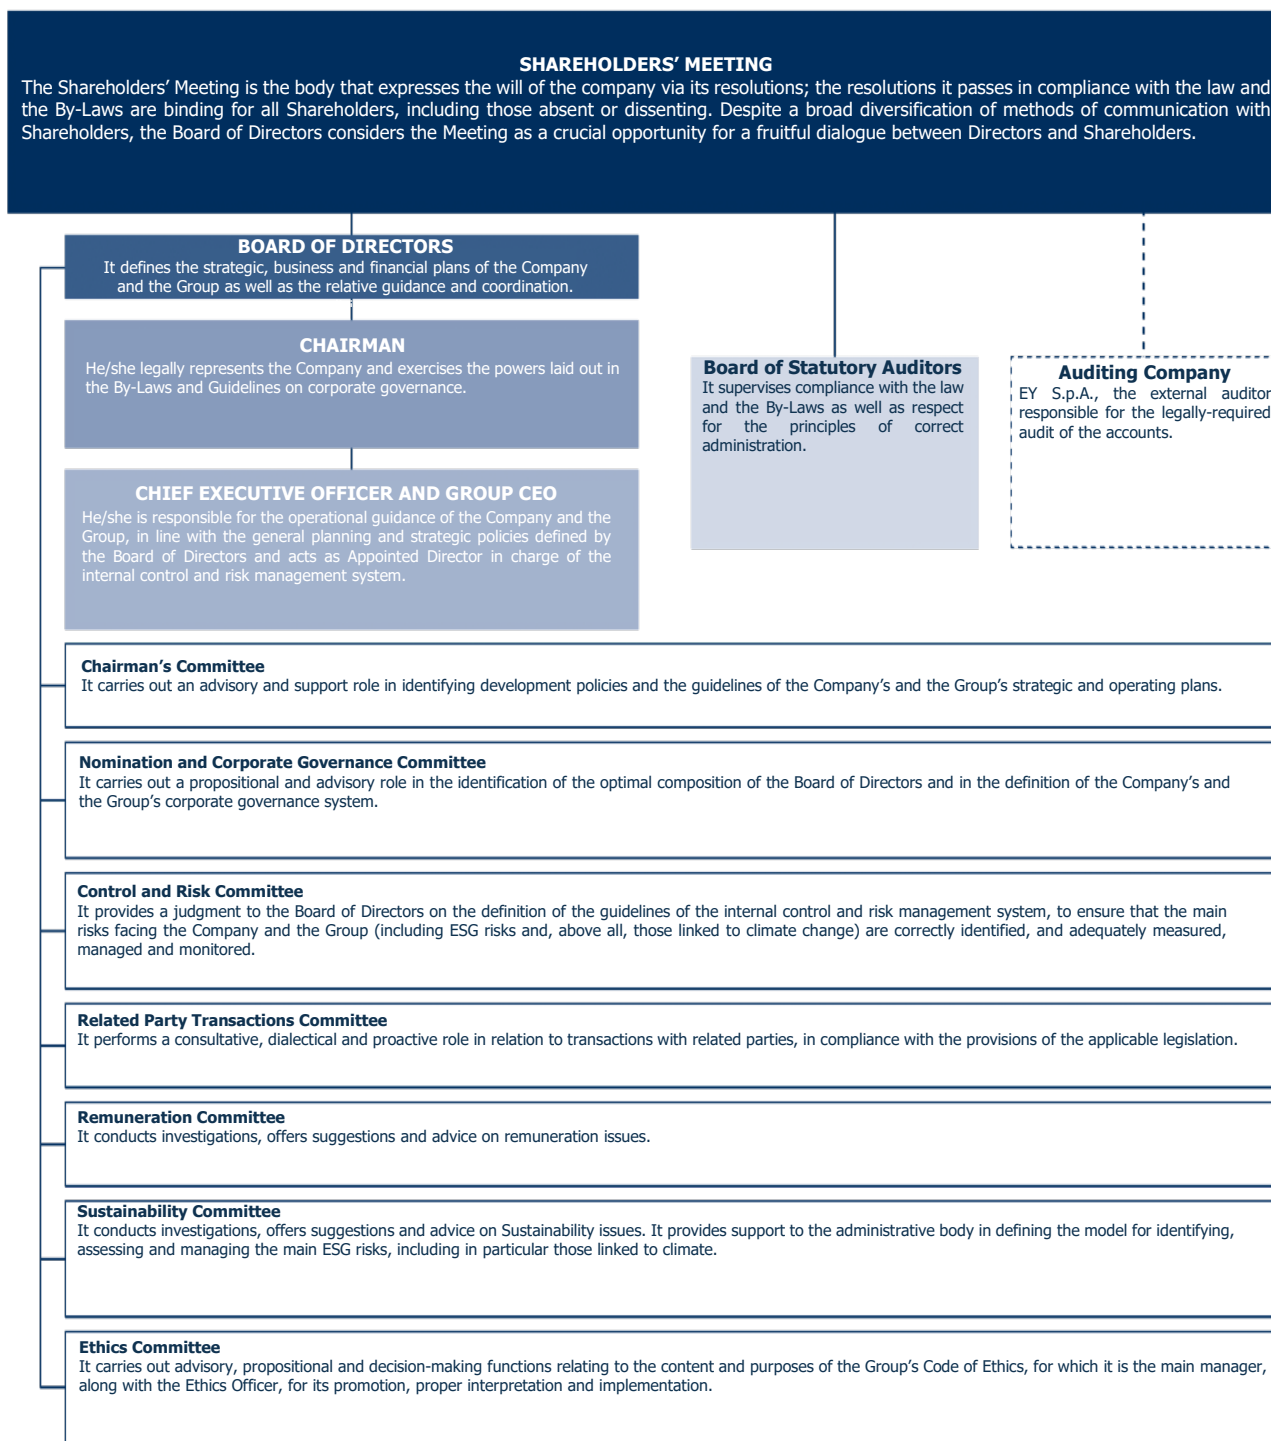 SHAREHOLDERS’ MEETING
The Shareholders’ Meeting is the body that expresses the will of the company via its resolutions; the resolutions it passes in compliance with the law and
the By-Laws are binding for all Shareholders, including those absent or dissenting. Despite a broad diversification of methods of communication with
Shareholders, the Board of Directors considers the Meeting as a crucial opportunity for a fruitful dialogue between Directors and Shareholders.
BOARD OF DIRECTORS
It defines the strategic, business and financial plans of the Company
and the Group as well as the relative guidance and coordination.
CHAIRMAN
He/she legally represents the Company and exercises the powers laid out in
the By-Laws and Guidelines on corporate governance.
CHIEF EXECUTIVE OFFICER AND GROUP CEO
He/she is responsible for the operational guidance of the Company and the
Group, in line with the general planning and strategic policies defined by
the Board of Directors and acts as Appointed Director in charge of the
internal control and risk management system.
Board of Statutory Auditors
It supervises compliance with the law
and the By-Laws as well as respect
for the principles of correct
administration.
Auditing Company
EY S.p.A., the external auditor
responsible for the legally-required
audit of the accounts.
Chairman’s Committee
It carries out an advisory and support role in identifying development policies and the guidelines of the Company’s and the Group’s strategic and operating plans.
Nomination and Corporate Governance Committee
It carries out a propositional and advisory role in the identification of the optimal composition of the Board of Directors and in the definition of the Company’s and
the Group’s corporate governance system.
Control and Risk Committee
It provides a judgment to the Board of Directors on the definition of the guidelines of the internal control and risk management system, to ensure that the main
risks facing the Company and the Group (including ESG risks and, above all, those linked to climate change) are correctly identified, and adequately measured,
managed and monitored.
Related Party Transactions Committee
It performs a consultative, dialectical and proactive role in relation to transactions with related parties, in compliance with the provisions of the applicable legislation.
Remuneration Committee
It conducts investigations, offers suggestions and advice on remuneration issues.
Sustainability Committee
It conducts investigations, offers suggestions and advice on Sustainability issues. It provides support to the administrative body in defining the model for identifying,
assessing and managing the main ESG risks, including in particular those linked to climate.
Ethics Committee
It carries out advisory, propositional and decision-making functions relating to the content and purposes of the Group’s Code of Ethics, for which it is the main manager,
along with the Ethics Officer, for its promotion, proper interpretation and implementation.